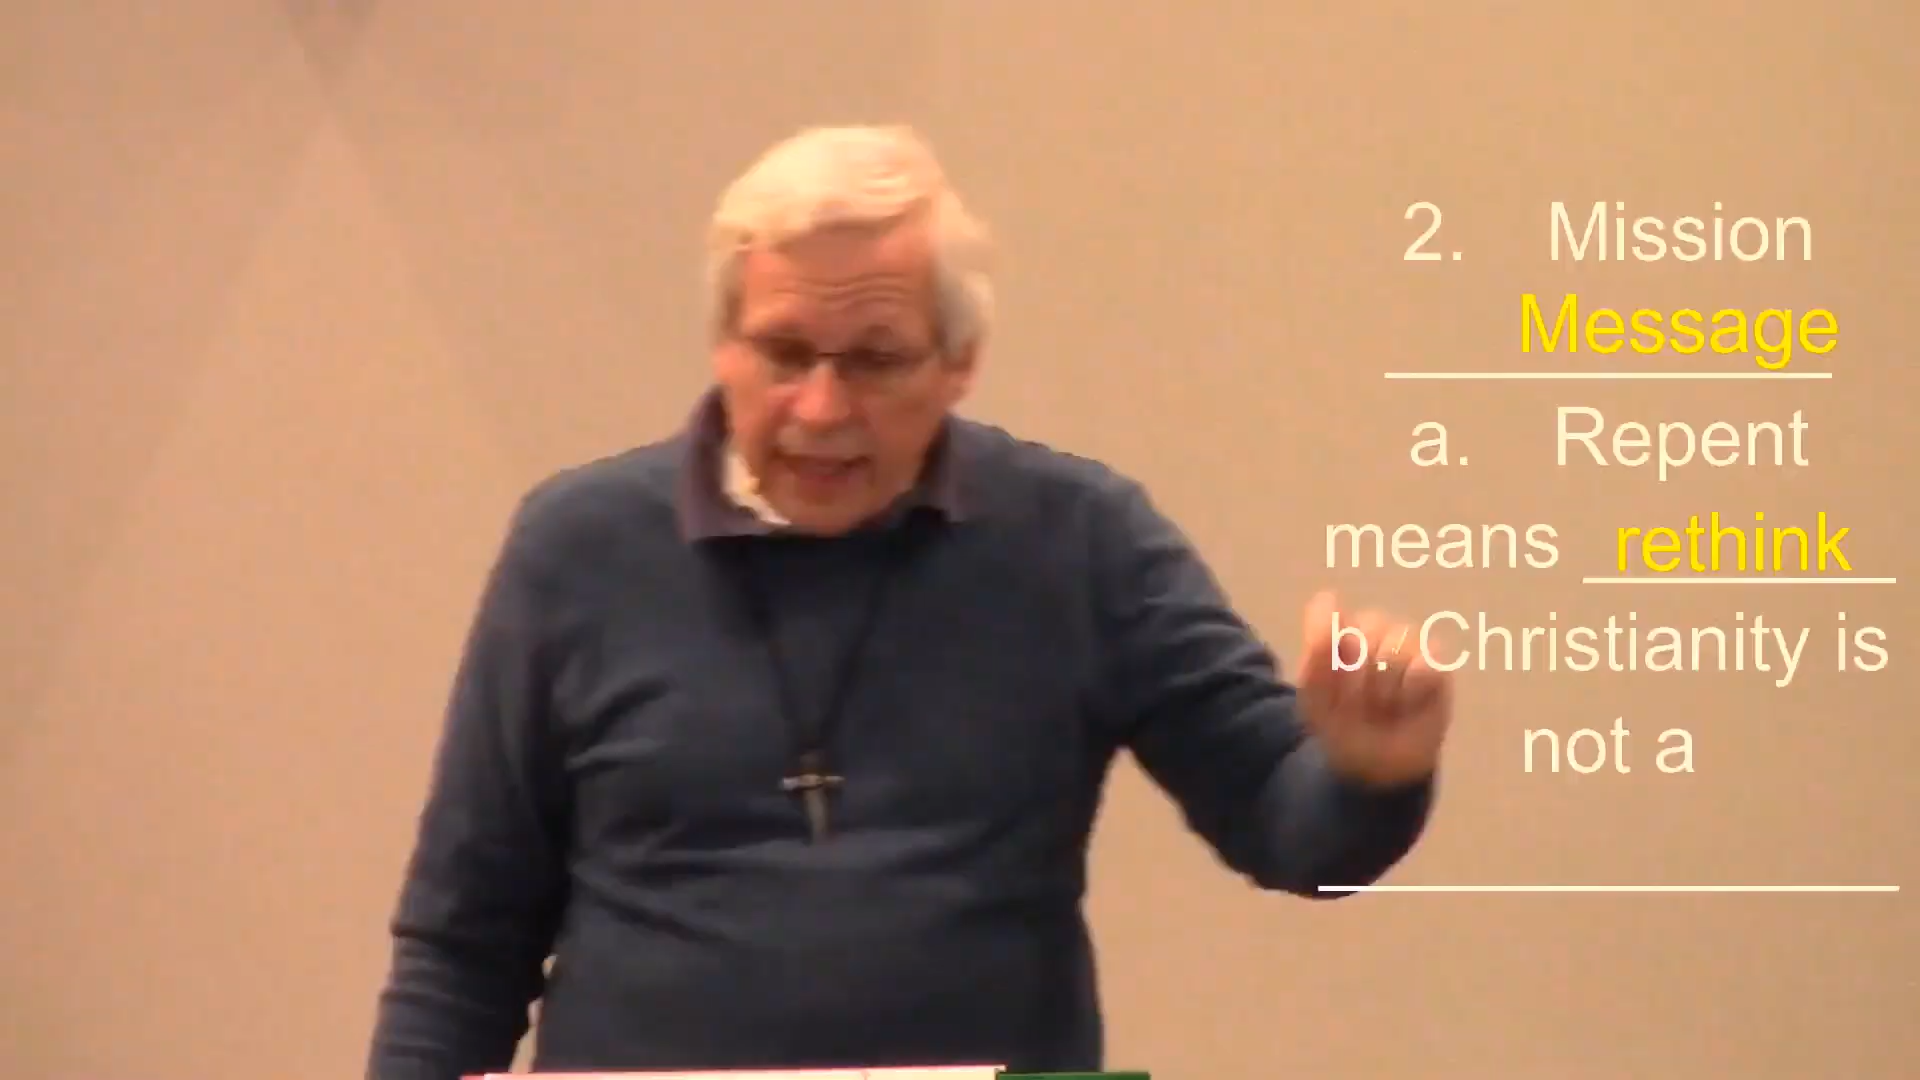 2. Mission
Message
a. Repent
means rethink
b. Christianity is
not a